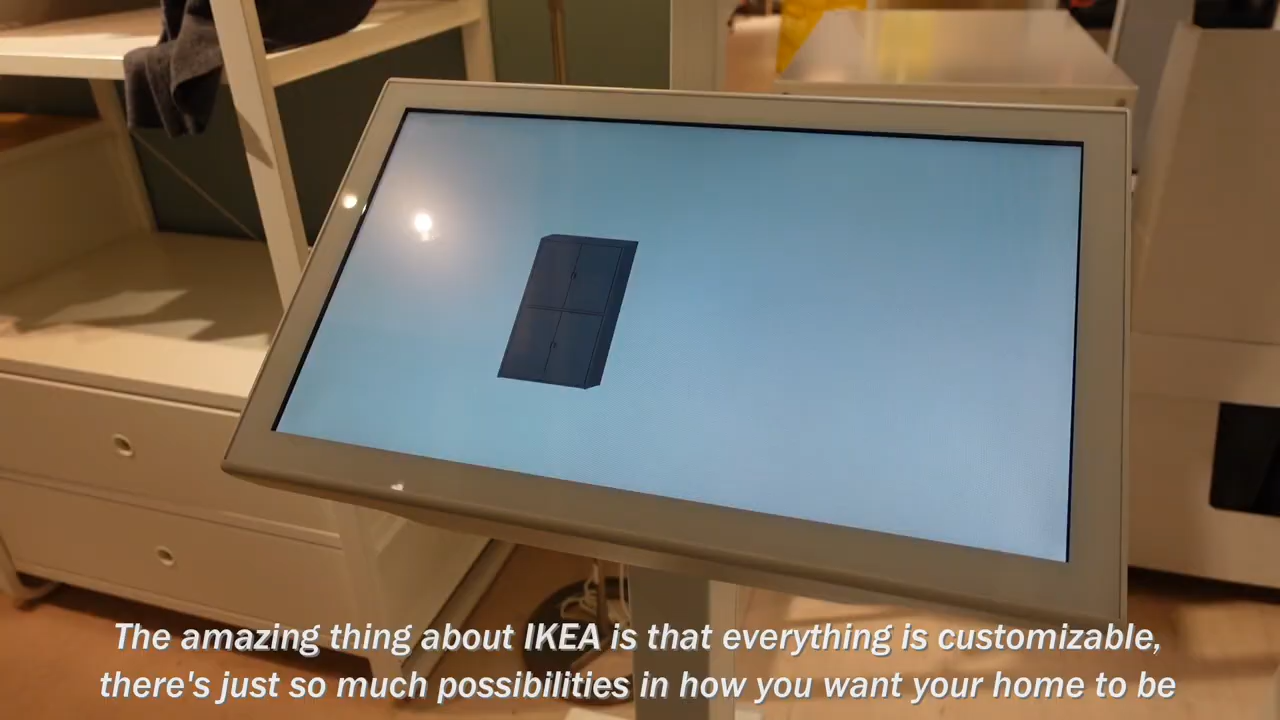 The amazing thing about IKEA is that everything is customizable,
there's just so much possibilities in how you want your home to be